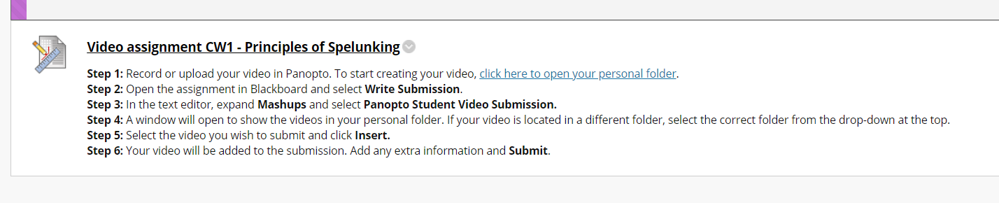 Video assignment CW1 - Principles of Spelunking
Step 1: Record or upload your video in Panopto. To start creating your video, click here to open your personal folder.
Step 2: Open the assignment in Blackboard and select Write Submission.
Step 3: In the text editor, expand Mashups and select Panopto Student Video Submission.
Step 4: A window will open to show the videos in your personal folder. If your video is located in a different folder, select the correct folder from the drop-down at the top.
Step 5: Select the video you wish to submit and click Insert.
Step 6: Your video will be added to the submission. Add any extra information and Submit.